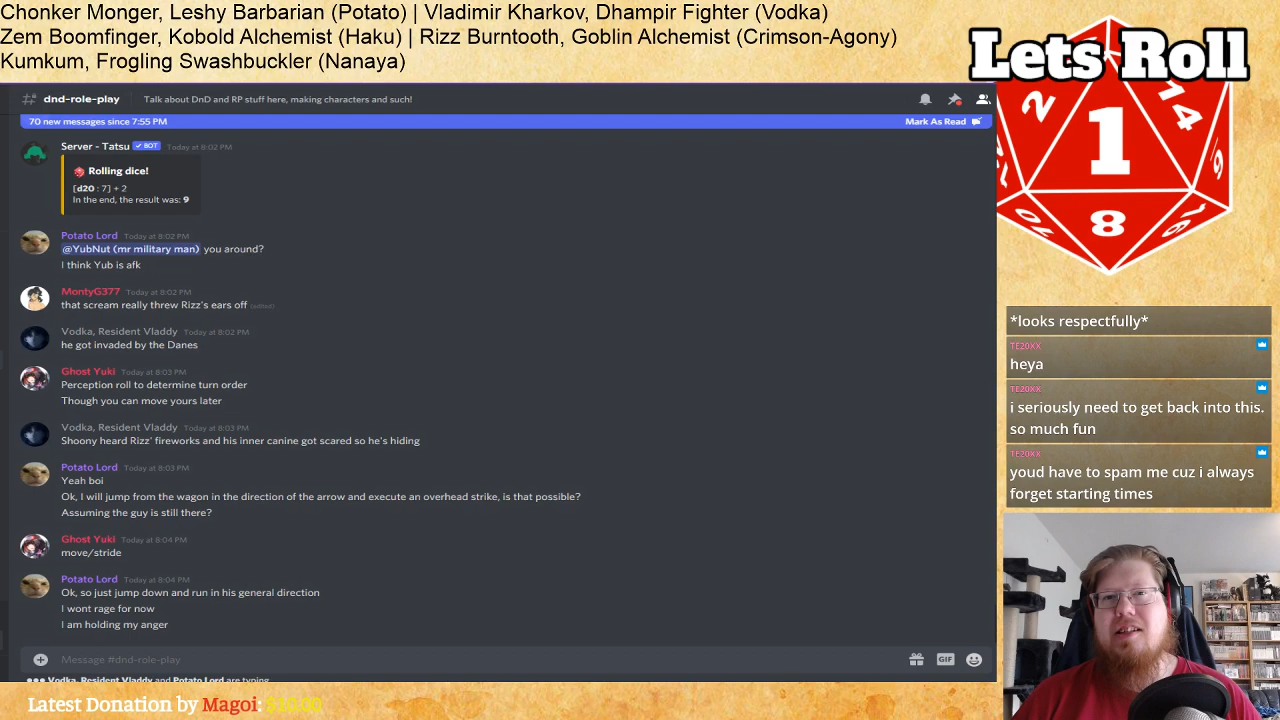 Chonker Monger, Leshy Barbarian (Potato) | Vladimir Kharkov, Dhampir Fighter (Vodka)
Zem Boomfinger, Kobold Alchemist (Haku) | Rizz Burntooth, Goblin Alchemist (Crimson-Agony)
Kumkum, Frogling Swashbuckler (Nanaya)
Lets Roll
2
14
1
8
20
16
dnd-role-play Talk about DnD and RP stuff here, making characters and such!
70 new messages since 7:55 PM Mark As Read
Server - Tatsu BOT Today at 8:02 PM
Rolling dice!
[d20 : 7] + 2
In the end, the result was: 9
Potato Lord Today at 8:02 PM
@YubNut (mr military man) you around?
I think Yub is afk
MontyG377 Today at 8:02 PM
that scream really threw Rizz's ears off (edited)
Vodka, Resident Vladdy Today at 8:02 PM
he got invaded by the Danes
Ghost Yuki Today at 8:03 PM
Perception roll to determine turn order
Though you can move yours later
Vodka, Resident Vladdy Today at 8:03 PM
Shoony heard Rizz' fireworks and his inner canine got scared so he's hiding
Potato Lord Today at 8:03 PM
Yeah boi
Ok, I will jump from the wagon in the direction of the arrow and execute an overhead strike, is that possible?
Assuming the guy is still there?
Ghost Yuki Today at 8:04 PM
move/stride
Potato Lord Today at 8:04 PM
Ok, so just jump down and run in his general direction
I wont rage for now
I am holding my anger
Message #dnd-role-play
GIF
Vodka, Resident Vladdy and Potato Lord are typing
*looks respectfully*
TE20XX
heya
TE20XX
i seriously need to get back into this.
so much fun
TE20XX
youd have to spam me cuz i always
forget starting times
Latest Donation by Magoi: $10.00